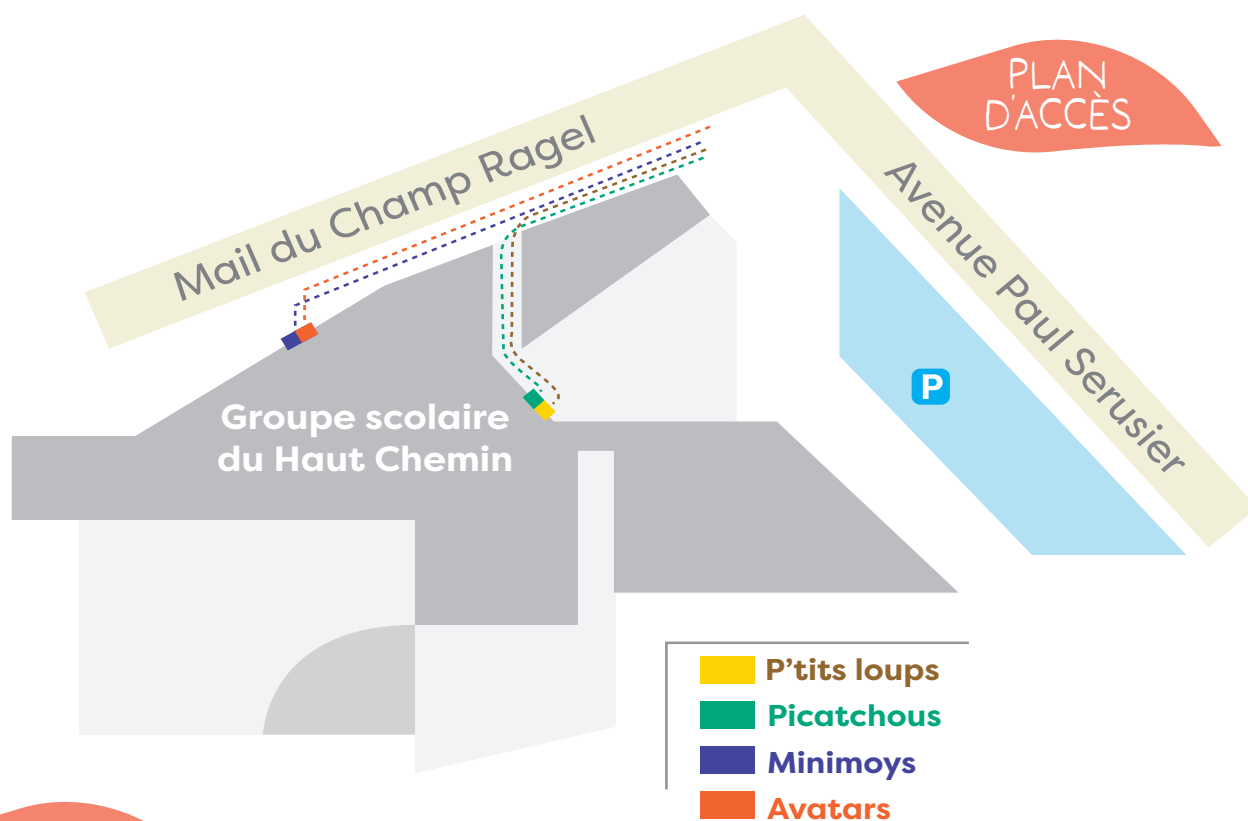 PLAN
D'ACCÈS
Mail du Champ Ragel
Avenue Paul Serusier
P
Groupe scolaire
du Haut Chemin
P'tits loups
Picatchous
Minimoys
Avatars